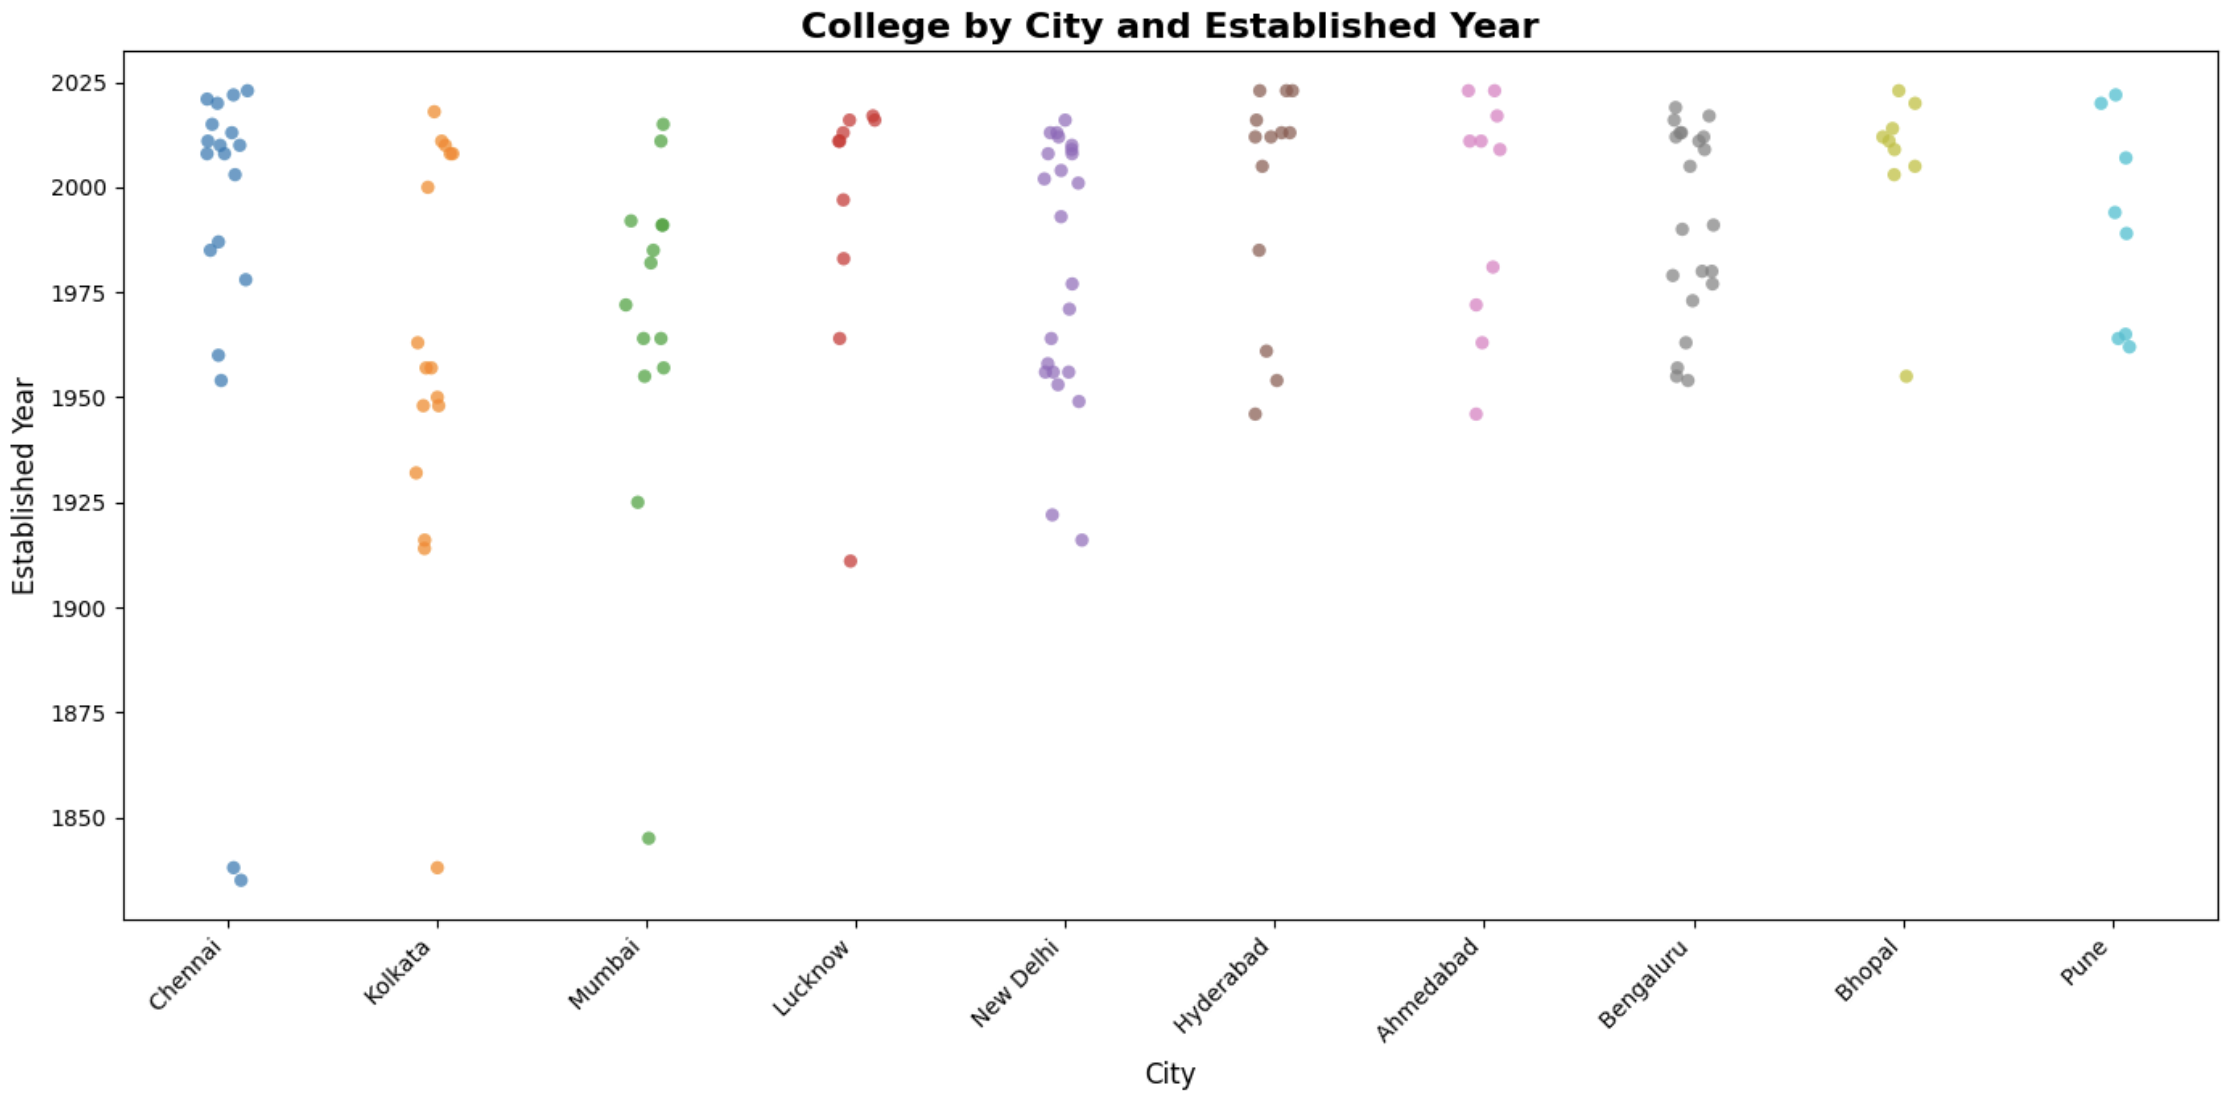 College by City and Established Year
Established Year
2025
2000
1975
1950
1925
1900
1875
1850
Chennai
Kolkata
Mumbai
Lucknow
New Delhi
Hyderabad
Ahmedabad
Bengaluru
Bhopal
Pune
City